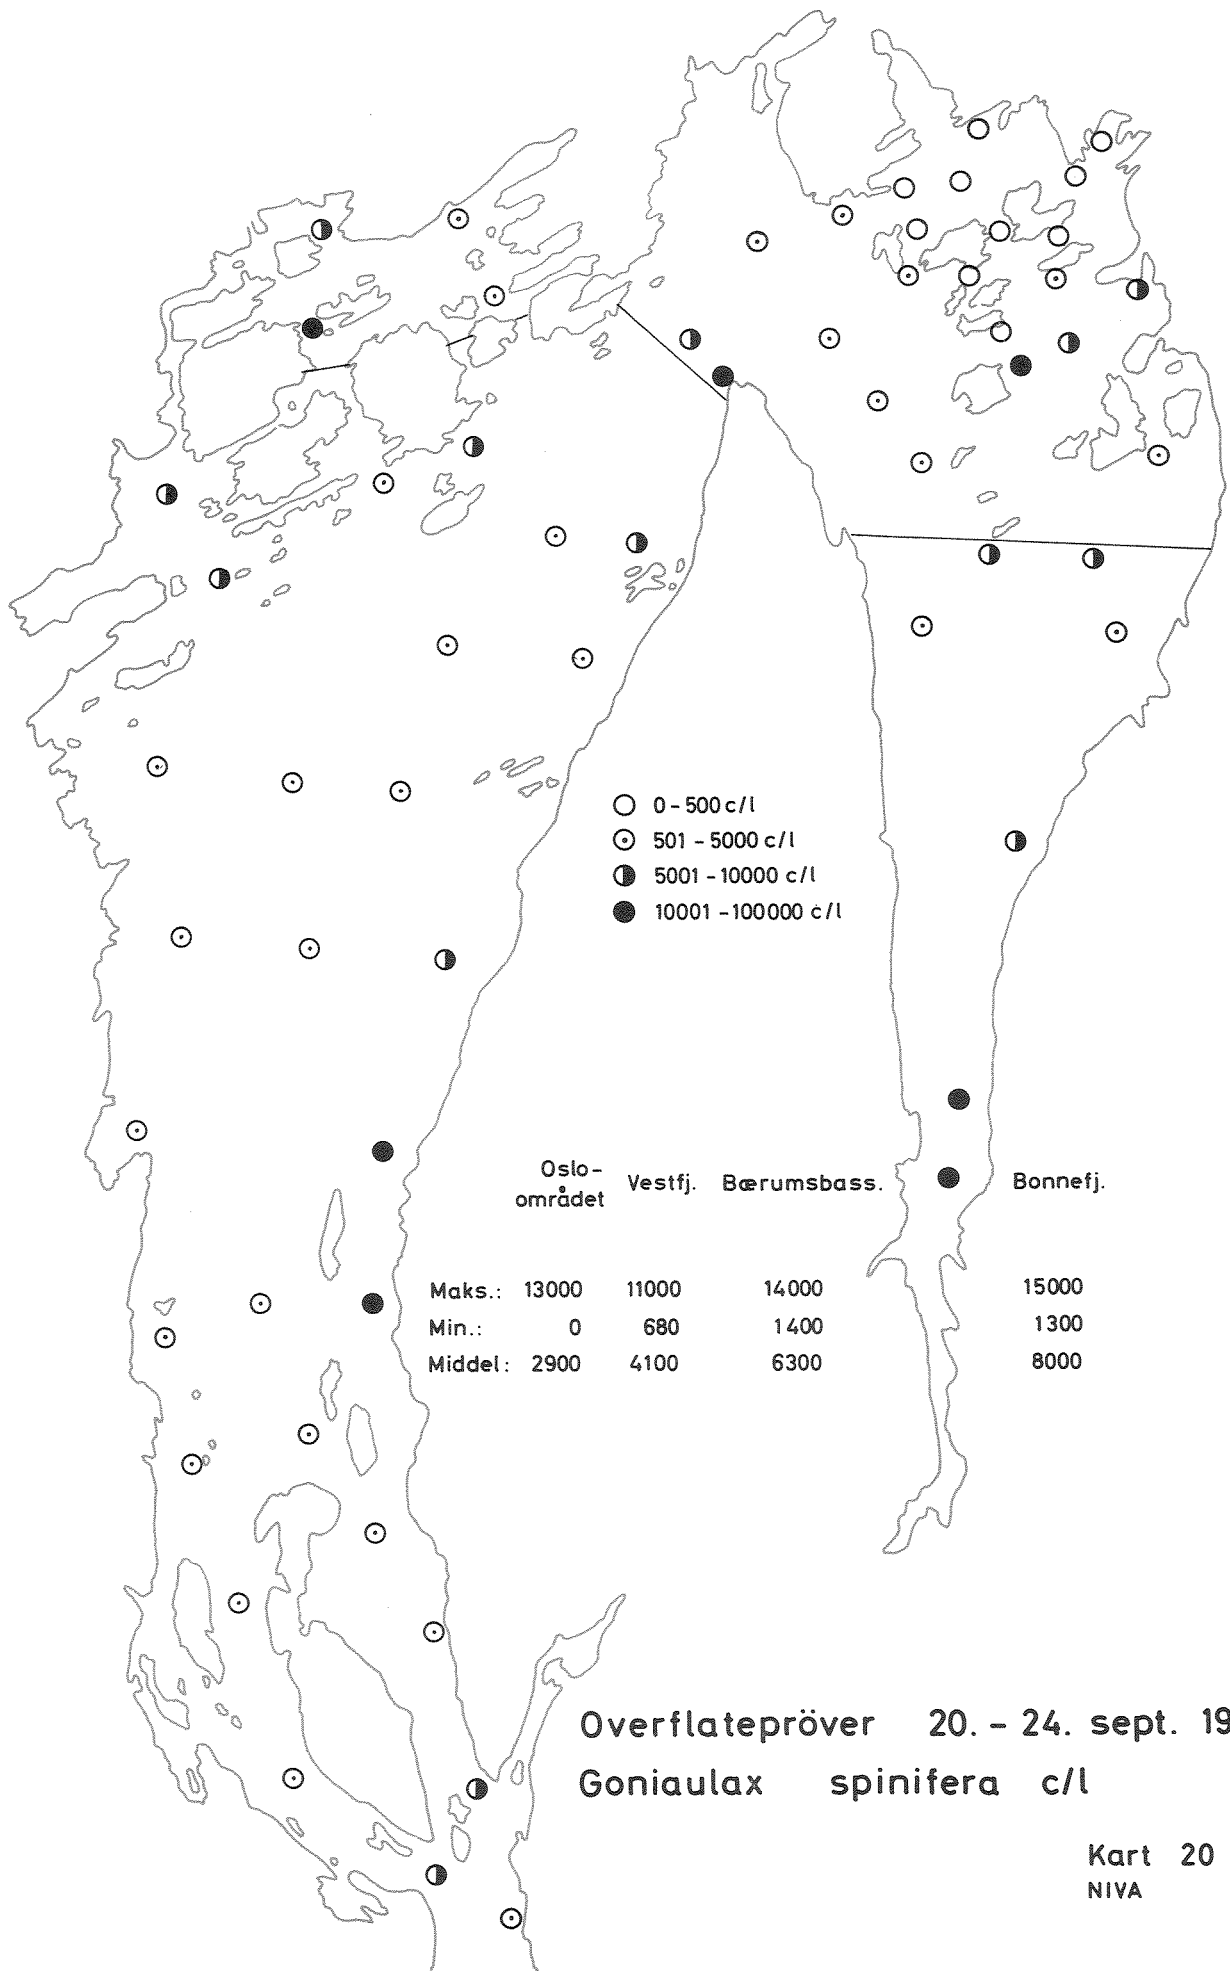 0 - 500 c/l
501 - 5000 c/l
5001 - 10000 c/l
10001 - 100000 c/l
Oslo-området Vestfj. Bærumsbass. Bonnefj.
Maks.: 13000 11000 14000 15000
Min.: 0 680 1400 1300
Middel: 2900 4100 6300 8000
Overflatepröver 20. - 24. sept. 19
Goniaulax spinifera c/l
Kart 20
NIVA